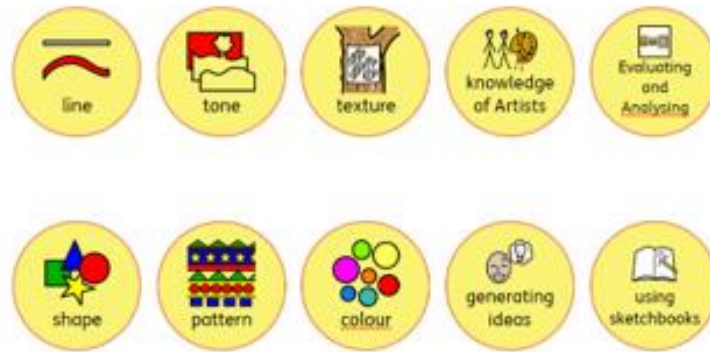 line
tone
texture
knowledge
of Artists
Evaluating
and
Analysing
shape
pattern
colour
generating
ideas
using
sketchbooks